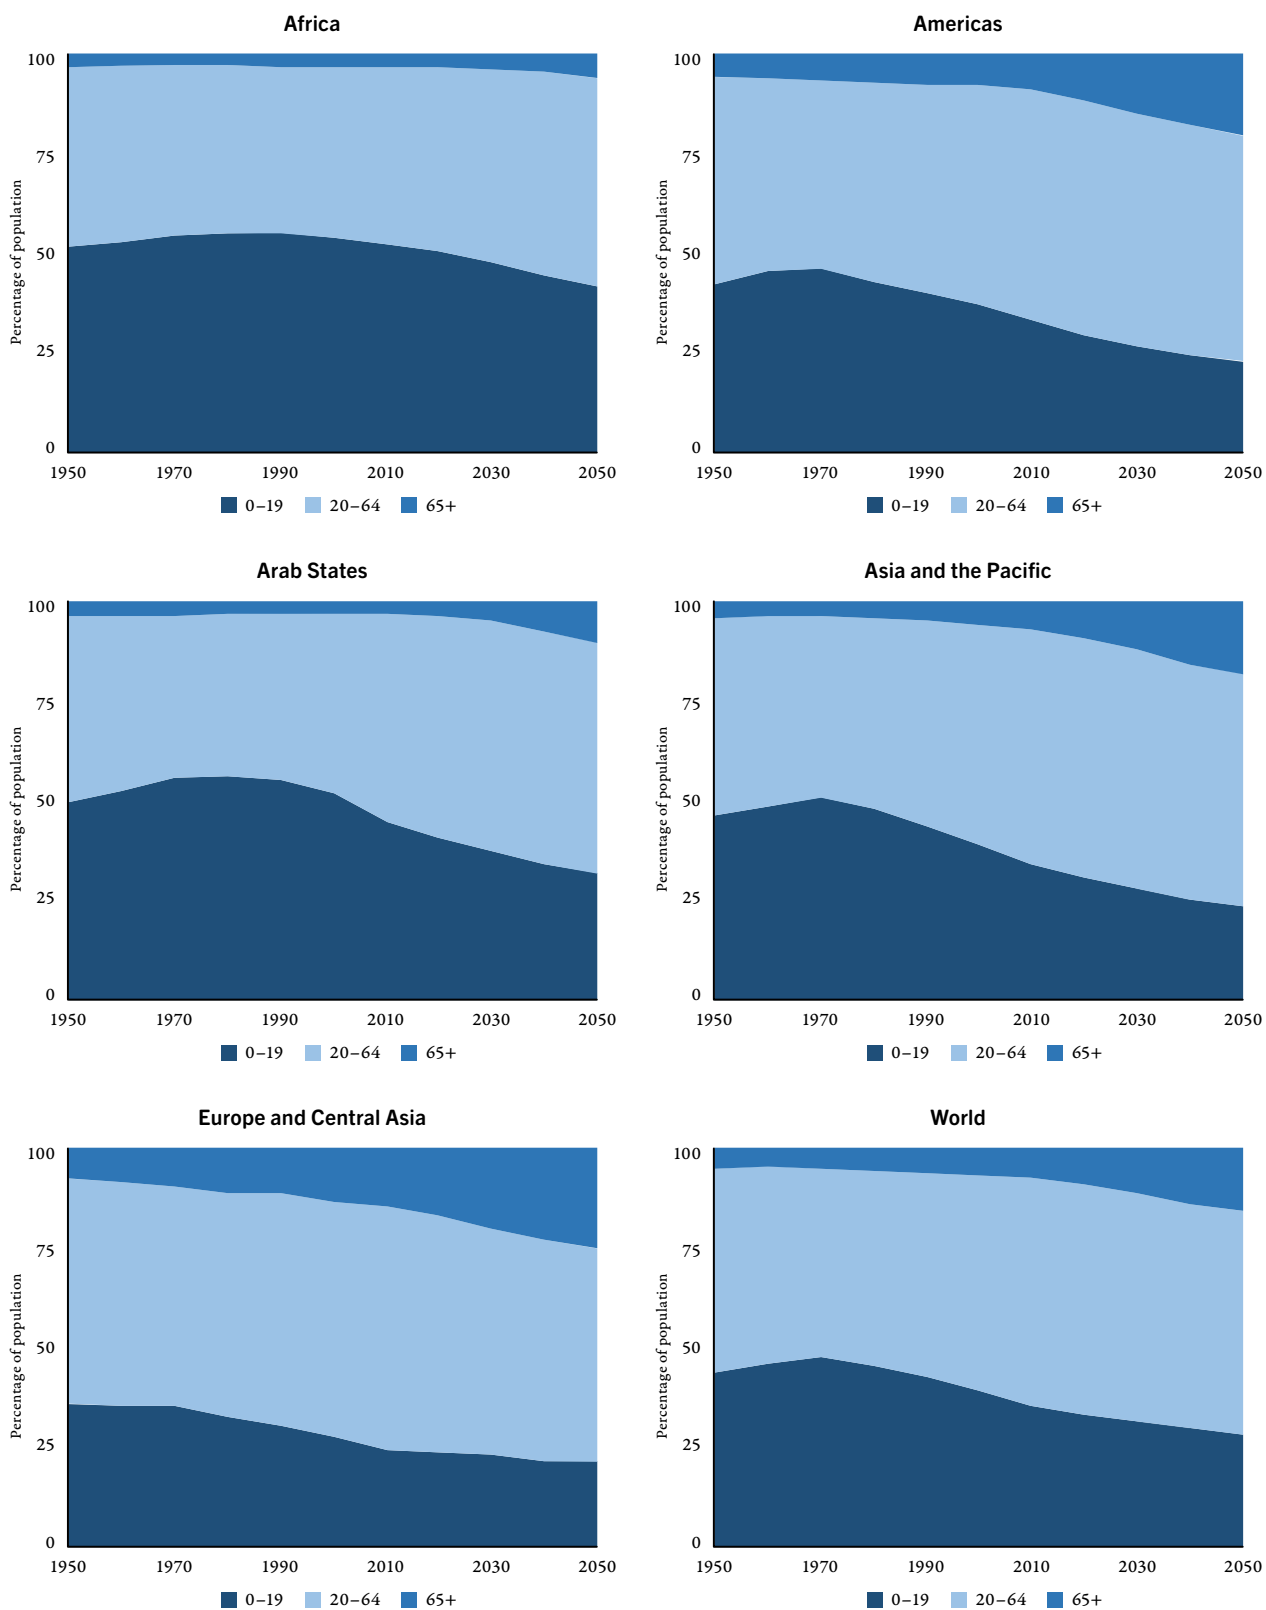 Africa
Percentage of population
100
75
50
25
0
1950 1970 1990 2010 2030 2050
0–19 20–64 65+
Americas
Percentage of population
100
75
50
25
0
1950 1970 1990 2010 2030 2050
0–19 20–64 65+
Arab States
Percentage of population
100
75
50
25
0
1950 1970 1990 2010 2030 2050
0–19 20–64 65+
Asia and the Pacific
Percentage of population
100
75
50
25
0
1950 1970 1990 2010 2030 2050
0–19 20–64 65+
Europe and Central Asia
Percentage of population
100
75
50
25
0
1950 1970 1990 2010 2030 2050
0–19 20–64 65+
World
Percentage of population
100
75
50
25
0
1950 1970 1990 2010 2030 2050
0–19 20–64 65+